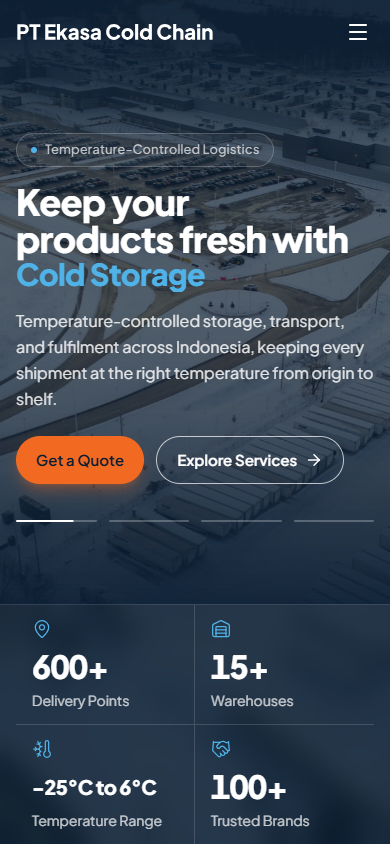 PT Ekasa Cold Chain
Temperature-Controlled Logistics
Keep your
products fresh with
Cold Storage
Temperature-controlled storage, transport,
and fulfilment across Indonesia, keeping every
shipment at the right temperature from origin to
shelf.
Get a Quote
Explore Services
600+
Delivery Points
15+
Warehouses
-25°C to 6°C
Temperature Range
100+
Trusted Brands